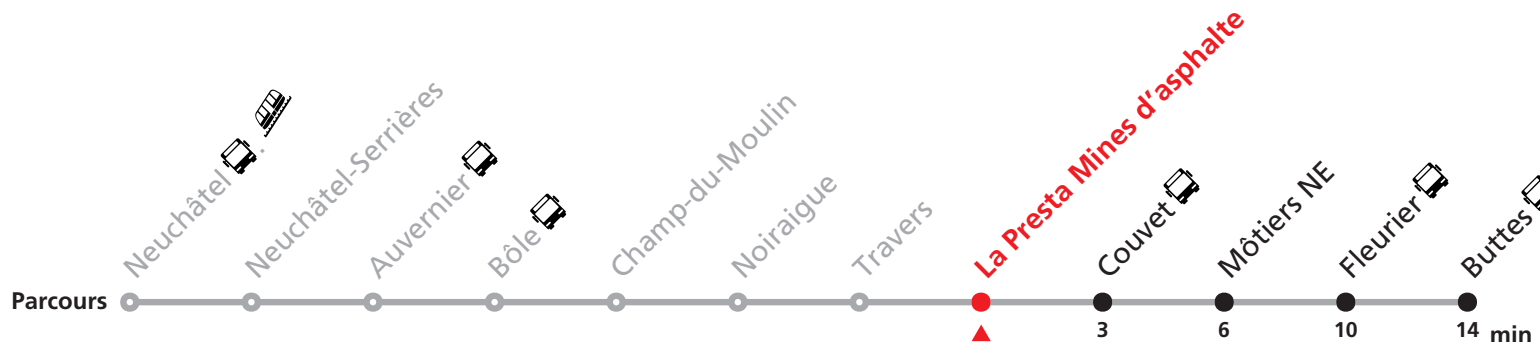 Neuchâtel
Neuchâtel-Serrières
Auvernier
Bôle
Champ-du-Moulin
Noiraigue
Travers
La Presta Mines d'asphalte
Couvet
Môtiers NE
Fleurier
Buttes
Parcours
3 6 10 14 min